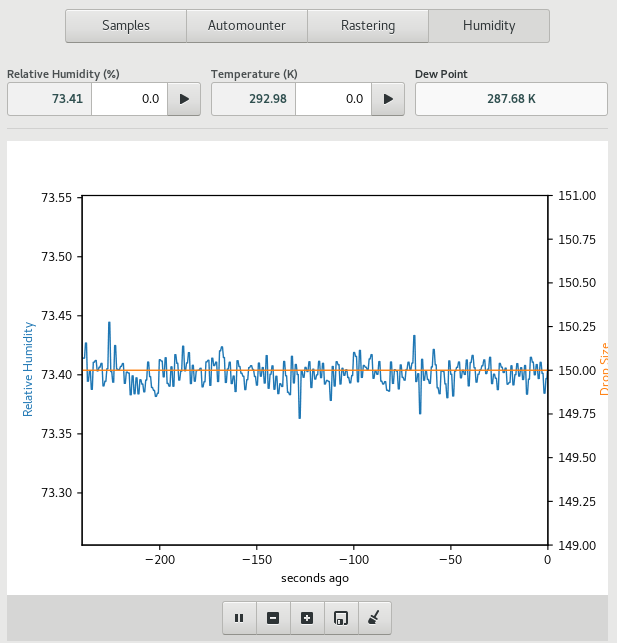 Samples Automounter Rastering Humidity
Relative Humidity (%) Temperature (K) Dew Point
73.41 0.0 292.98 0.0 287.68 K
73.55
73.50
73.45
73.40
73.35
73.30
Relative Humidity
151.00
150.75
150.50
150.25
150.00
149.75
149.50
149.25
149.00
Drop Size
−200 −150 −100 −50 0
seconds ago